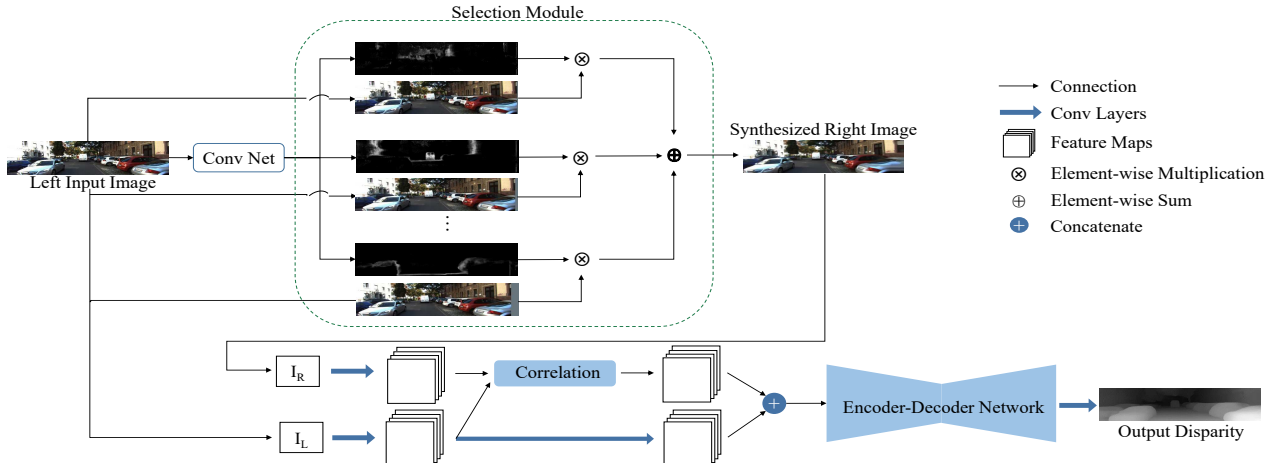 Selection Module
Conv Net
Left Input Image
Synthesized Right Image
⋮
Connection
Conv Layers
Feature Maps
Element-wise Multiplication
Element-wise Sum
Concatenate
I_R
Correlation
I_L
Encoder-Decoder Network
Output Disparity